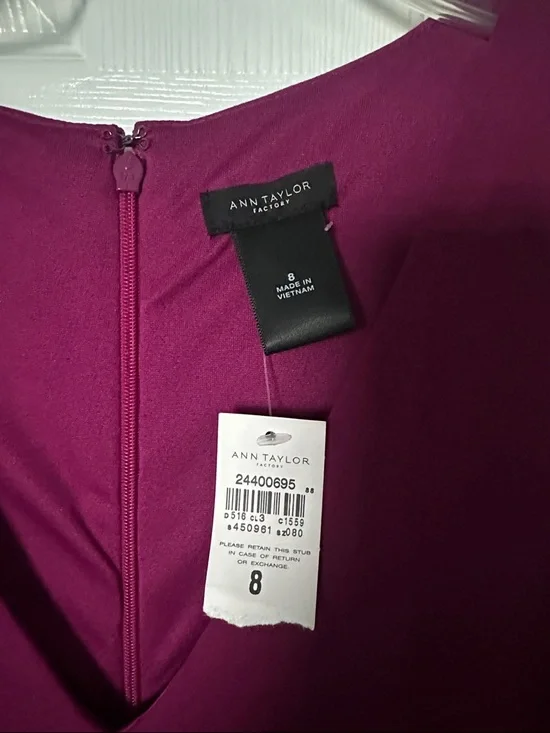 ANN TAYLOR
FACTORY
8
MADE IN
VIETNAM
ANN TAYLOR
FACTORY
24400695 88
D516 CL3 C1559
S450961 SZ080
PLEASE RETAIN THIS STUB
IN CASE OF RETURN
OR EXCHANGE.
8